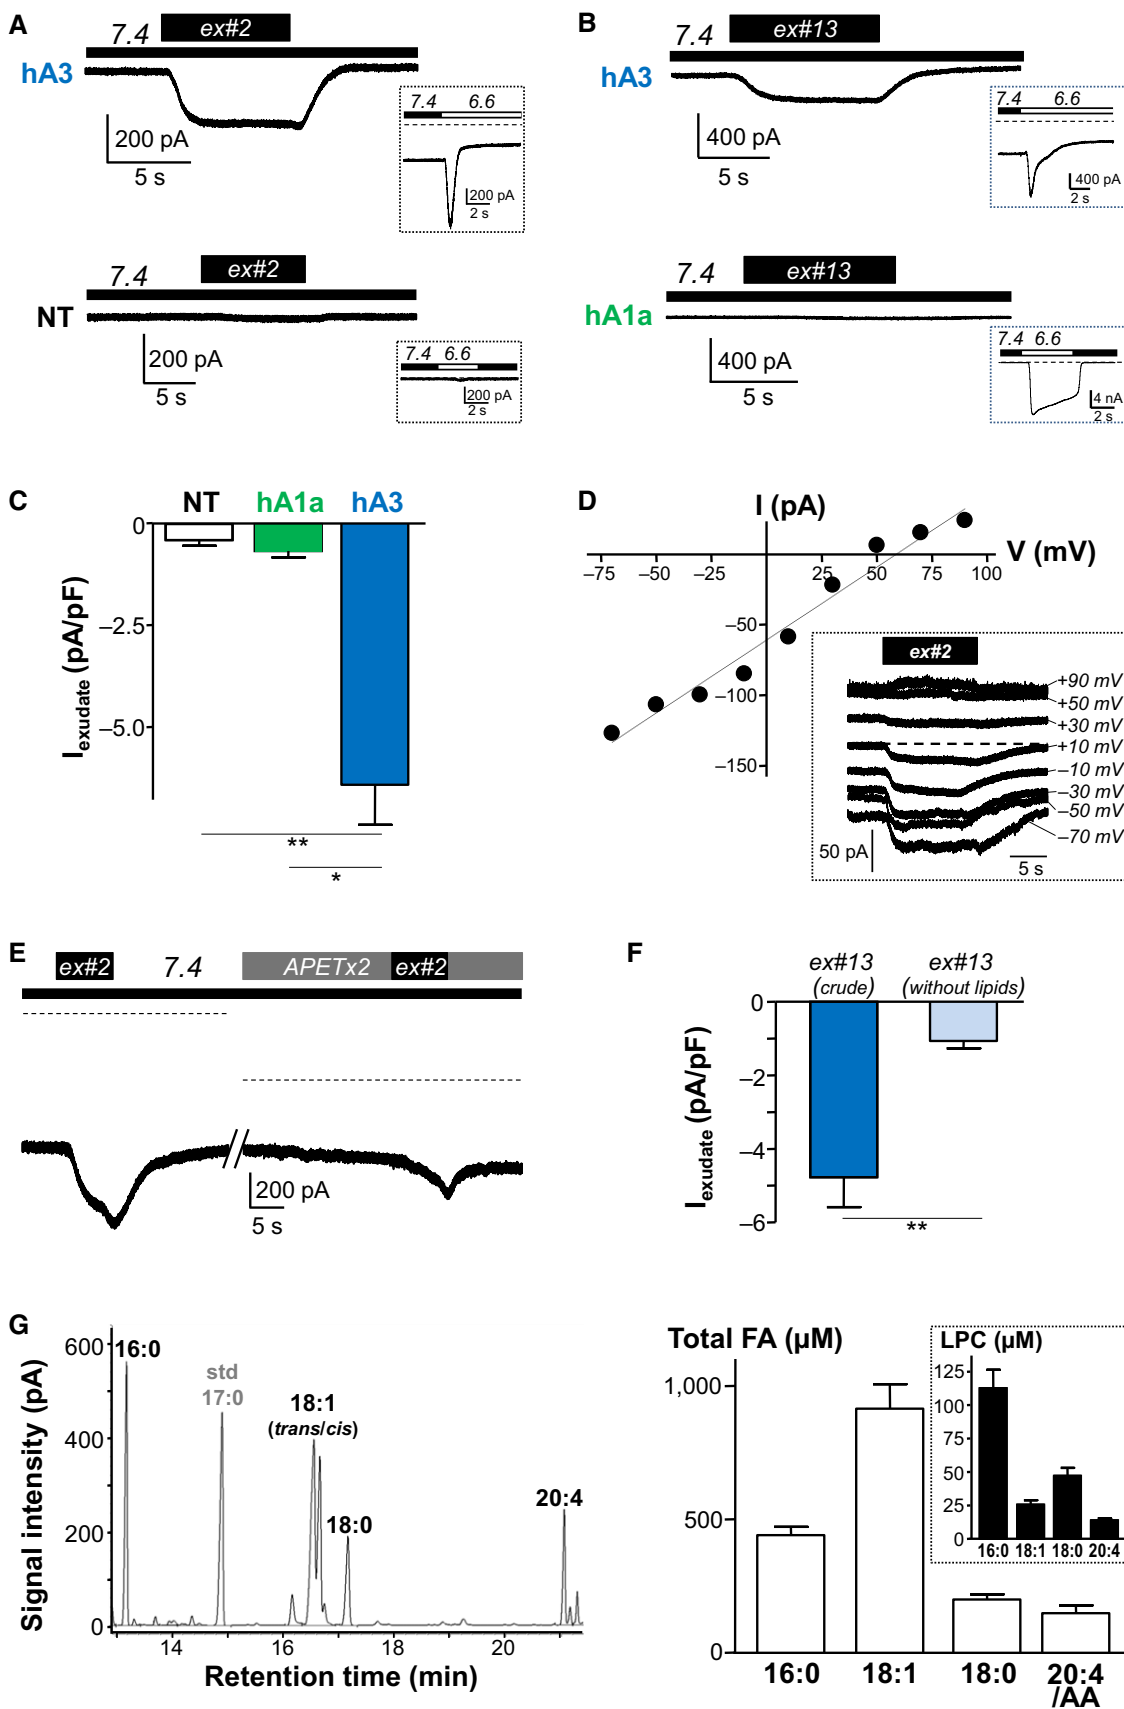 A
7.4
ex#2
hA3
200 pA
5 s
7.4 6.6
200 pA
2 s
7.4
ex#2
NT
200 pA
5 s
7.4 6.6
200 pA
2 s
B
7.4
ex#13
hA3
400 pA
5 s
7.4 6.6
400 pA
2 s
7.4
ex#13
hA1a
400 pA
5 s
7.4 6.6
4 nA
2 s
C
NT hA1a hA3
0
–2.5
–5.0
Iexudate (pA/pF)
**
*
D
I (pA)
V (mV)
–75 –50 –25 25 50 75 100
–50
–100
–150
ex#2
+90 mV
+50 mV
+30 mV
+10 mV
–10 mV
–30 mV
–50 mV
–70 mV
50 pA
5 s
E
ex#2 7.4 APETx2 ex#2
200 pA
5 s
F
ex#13 ex#13
(crude) (without lipids)
0
–2
–4
–6
Iexudate (pA/pF)
**
G
600
400
200
0
Signal intensity (pA)
16:0
std
17:0
18:1
(trans/cis)
18:0
20:4
14 16 18 20
Retention time (min)
Total FA (µM)
1,000
500
0
16:0 18:1 18:0 20:4
/AA
LPC (µM)
125
100
75
50
25
0
16:0 18:1 18:0 20:4